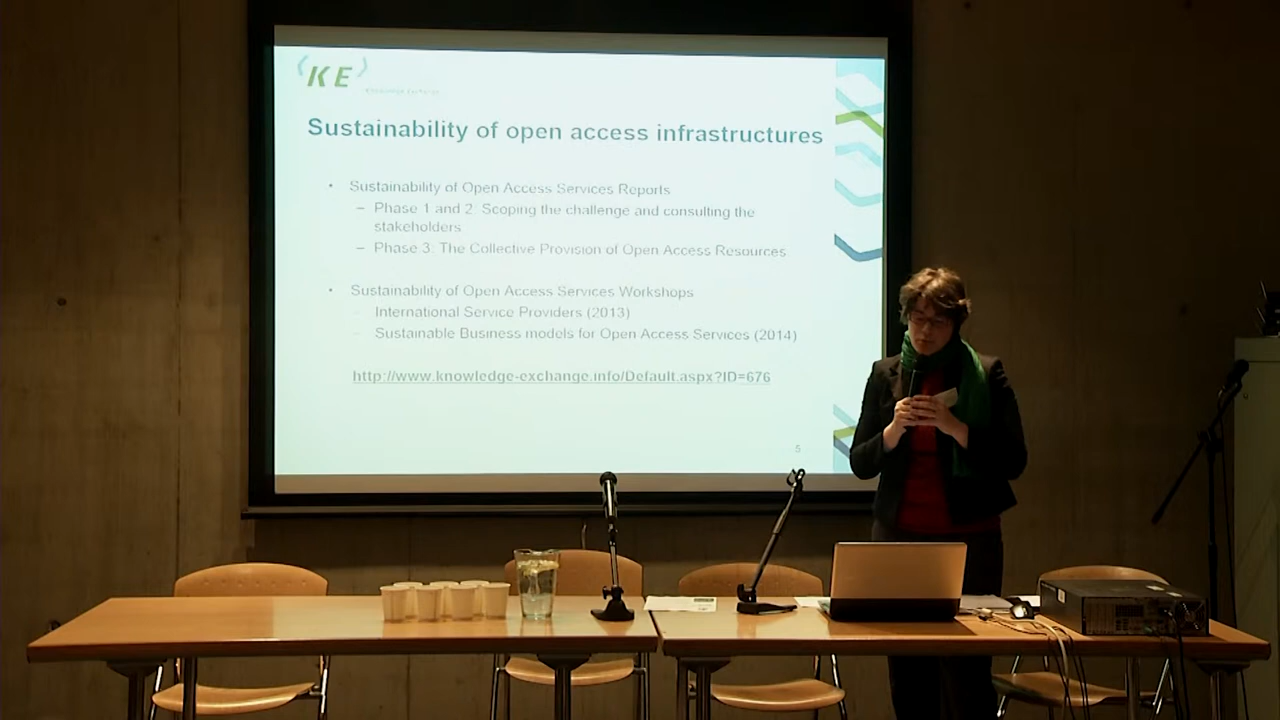 KE
Knowledge Exchange
Sustainability of open access infrastructures
• Sustainability of Open Access Services Reports
– Phase 1 and 2: Scoping the challenge and consulting the
stakeholders
– Phase 3: The Collective Provision of Open Access Resources
• Sustainability of Open Access Services Workshops
– International Service Providers (2013)
– Sustainable Business models for Open Access Services (2014)
http://www.knowledge-exchange.info/Default.aspx?ID=676
5